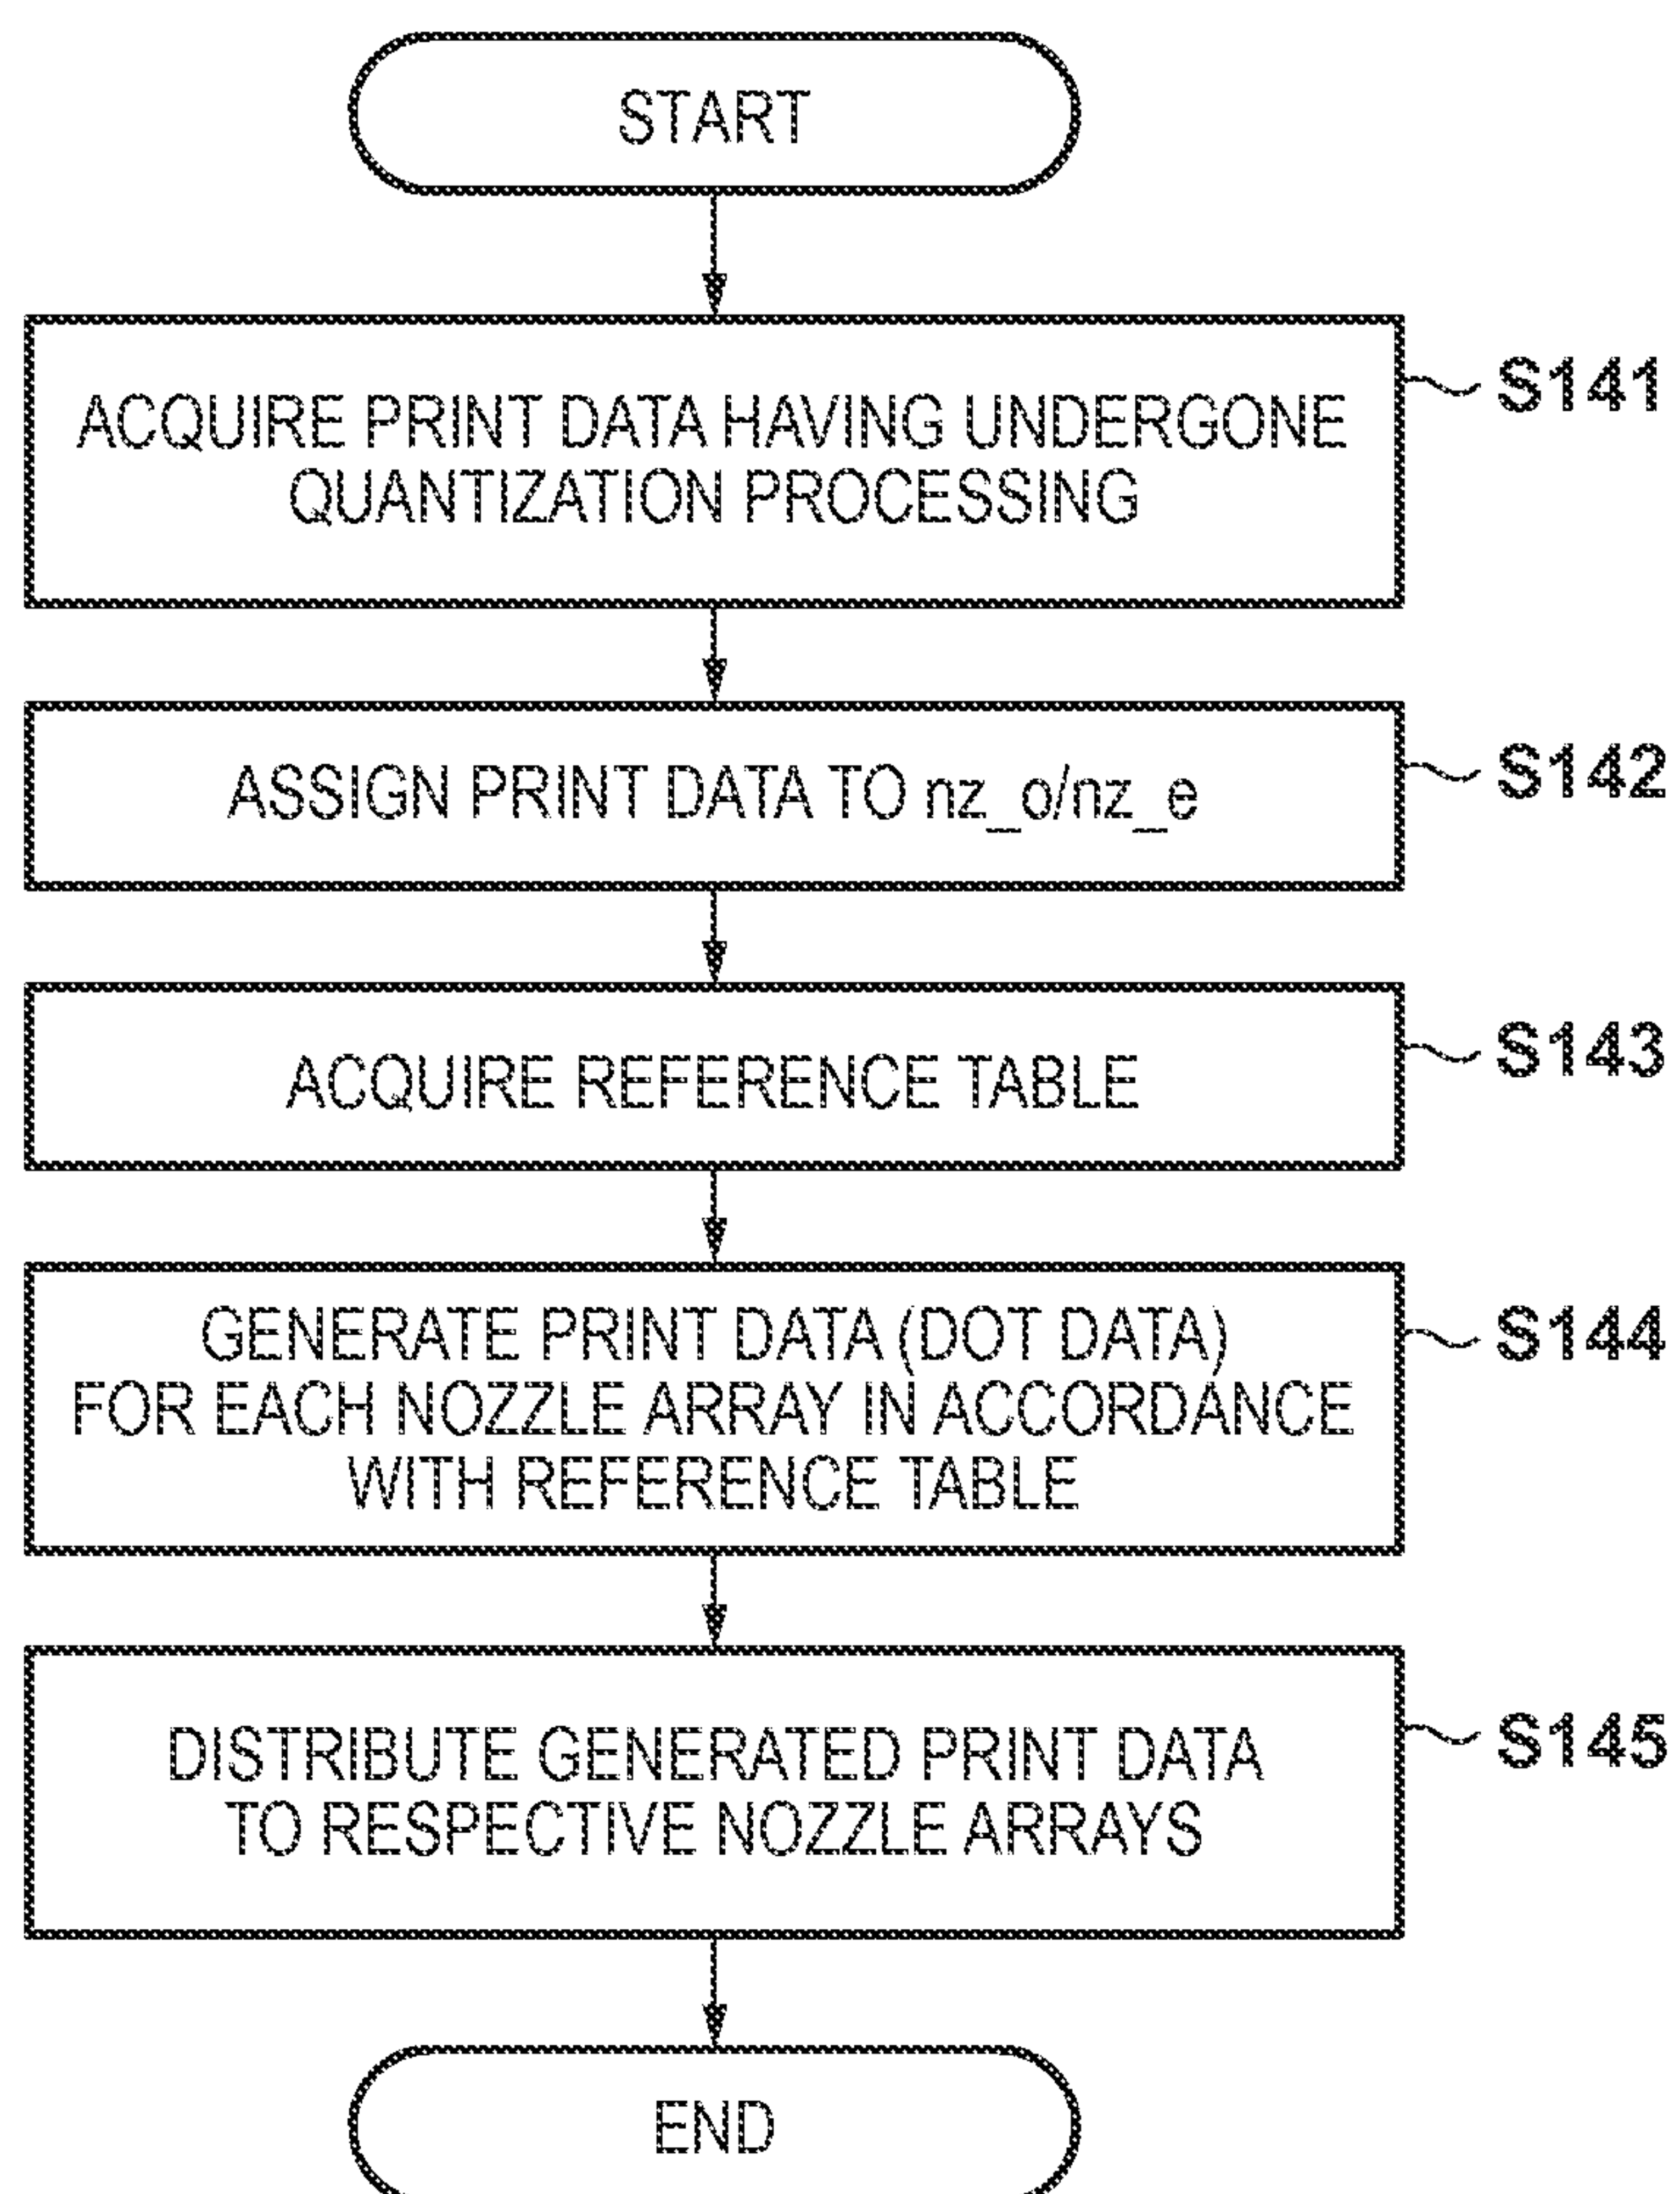 START
ACQUIRE PRINT DATA HAVING UNDERGONE
QUANTIZATION PROCESSING
S141
ASSIGN PRINT DATA TO nz_o/nz_e
S142
ACQUIRE REFERENCE TABLE
S143
GENERATE PRINT DATA (DOT DATA)
FOR EACH NOZZLE ARRAY IN ACCORDANCE
WITH REFERENCE TABLE
S144
DISTRIBUTE GENERATED PRINT DATA
TO RESPECTIVE NOZZLE ARRAYS
S145
END